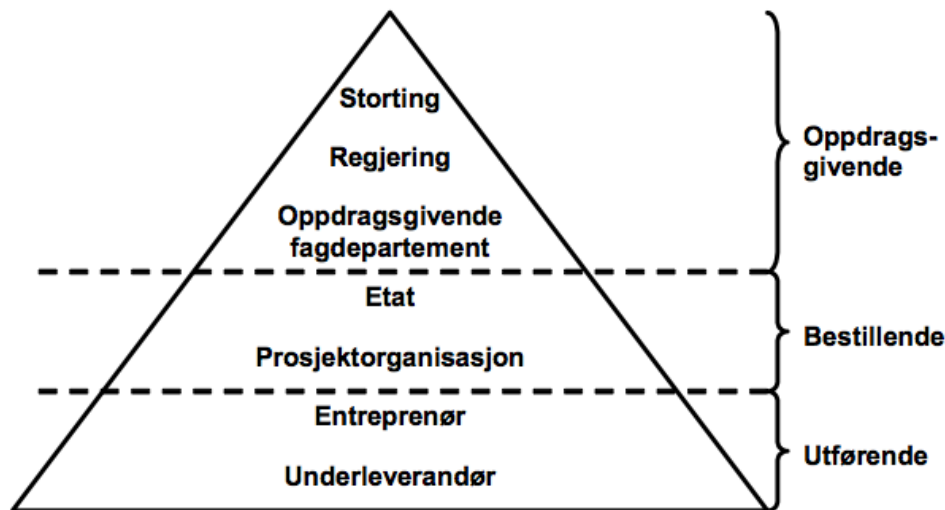 Storting
Regjering
Oppdragsgivende
fagdepartement
Oppdrags-
givende
Etat
Prosjektorganisasjon
Bestillende
Entreprenør
Underleverandør
Utførende